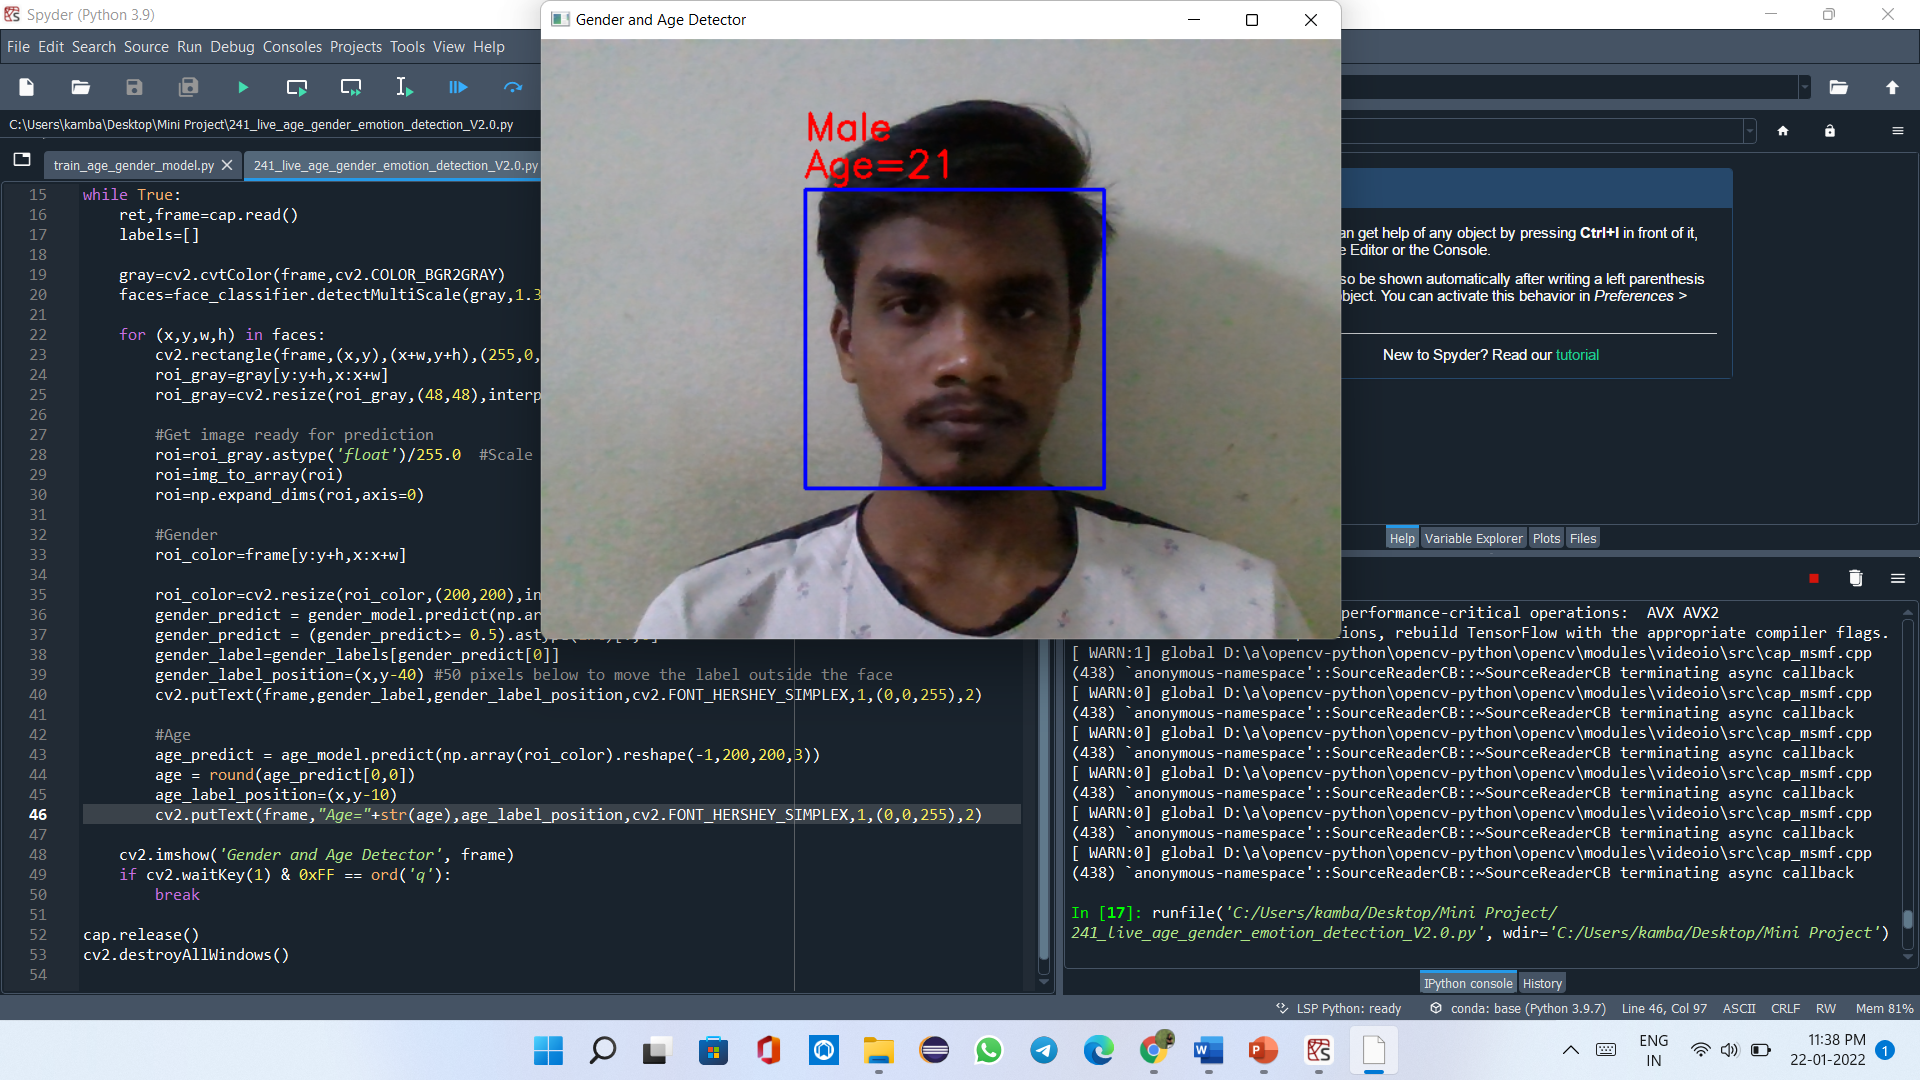 Spyder (Python 3.9)
File Edit Search Source Run Debug Consoles Projects Tools View Help
C:\Users\kamba\Desktop\Mini Project\241_live_age_gender_emotion_detection_V2.0.py
train_age_gender_model.py
241_live_age_gender_emotion_detection_V2.0.py
15 while True:
16 ret,frame=cap.read()
17 labels=[]
18
19 gray=cv2.cvtColor(frame,cv2.COLOR_BGR2GRAY)
20 faces=face_classifier.detectMultiScale(gray,1.3
21
22 for (x,y,w,h) in faces:
23 cv2.rectangle(frame,(x,y),(x+w,y+h),(255,0,
24 roi_gray=gray[y:y+h,x:x+w]
25 roi_gray=cv2.resize(roi_gray,(48,48),interp
26
27 #Get image ready for prediction
28 roi=roi_gray.astype('float')/255.0 #Scale
29 roi=img_to_array(roi)
30 roi=np.expand_dims(roi,axis=0)
31
32 #Gender
33 roi_color=frame[y:y+h,x:x+w]
34
35 roi_color=cv2.resize(roi_color,(200,200),in
36 gender_predict = gender_model.predict(np.ar
37 gender_predict = (gender_predict>= 0.5).astype(int)[0,0]
38 gender_label=gender_labels[gender_predict[0]]
39 gender_label_position=(x,y-40) #50 pixels below to move the label outside the face
40 cv2.putText(frame,gender_label,gender_label_position,cv2.FONT_HERSHEY_SIMPLEX,1,(0,0,255),2)
41
42 #Age
43 age_predict = age_model.predict(np.array(roi_color).reshape(-1,200,200,3))
44 age = round(age_predict[0,0])
45 age_label_position=(x,y-10)
46 cv2.putText(frame,"Age="+str(age),age_label_position,cv2.FONT_HERSHEY_SIMPLEX,1,(0,0,255),2)
47
48 cv2.imshow('Gender and Age Detector', frame)
49 if cv2.waitKey(1) & 0xFF == ord('q'):
50 break
51
52 cap.release()
53 cv2.destroyAllWindows()
54
Gender and Age Detector
Male
Age=21
an get help of any object by pressing Ctrl+I in front of it,
e Editor or the Console.
so be shown automatically after writing a left parenthesis
bject. You can activate this behavior in Preferences >
New to Spyder? Read our tutorial
Help Variable Explorer Plots Files
performance-critical operations: AVX AVX2
ions, rebuild TensorFlow with the appropriate compiler flags.
[ WARN:1] global D:\a\opencv-python\opencv-python\opencv\modules\videoio\src\cap_msmf.cpp
(438) `anonymous-namespace'::SourceReaderCB::~SourceReaderCB terminating async callback
[ WARN:0] global D:\a\opencv-python\opencv-python\opencv\modules\videoio\src\cap_msmf.cpp
(438) `anonymous-namespace'::SourceReaderCB::~SourceReaderCB terminating async callback
[ WARN:0] global D:\a\opencv-python\opencv-python\opencv\modules\videoio\src\cap_msmf.cpp
(438) `anonymous-namespace'::SourceReaderCB::~SourceReaderCB terminating async callback
[ WARN:0] global D:\a\opencv-python\opencv-python\opencv\modules\videoio\src\cap_msmf.cpp
(438) `anonymous-namespace'::SourceReaderCB::~SourceReaderCB terminating async callback
[ WARN:0] global D:\a\opencv-python\opencv-python\opencv\modules\videoio\src\cap_msmf.cpp
(438) `anonymous-namespace'::SourceReaderCB::~SourceReaderCB terminating async callback
[ WARN:0] global D:\a\opencv-python\opencv-python\opencv\modules\videoio\src\cap_msmf.cpp
(438) `anonymous-namespace'::SourceReaderCB::~SourceReaderCB terminating async callback
In [17]: runfile('C:/Users/kamba/Desktop/Mini Project/
241_live_age_gender_emotion_detection_V2.0.py', wdir='C:/Users/kamba/Desktop/Mini Project')
IPython console History
LSP Python: ready conda: base (Python 3.9.7) Line 46, Col 97 ASCII CRLF RW Mem 81%
ENG
IN
11:38 PM
22-01-2022
1